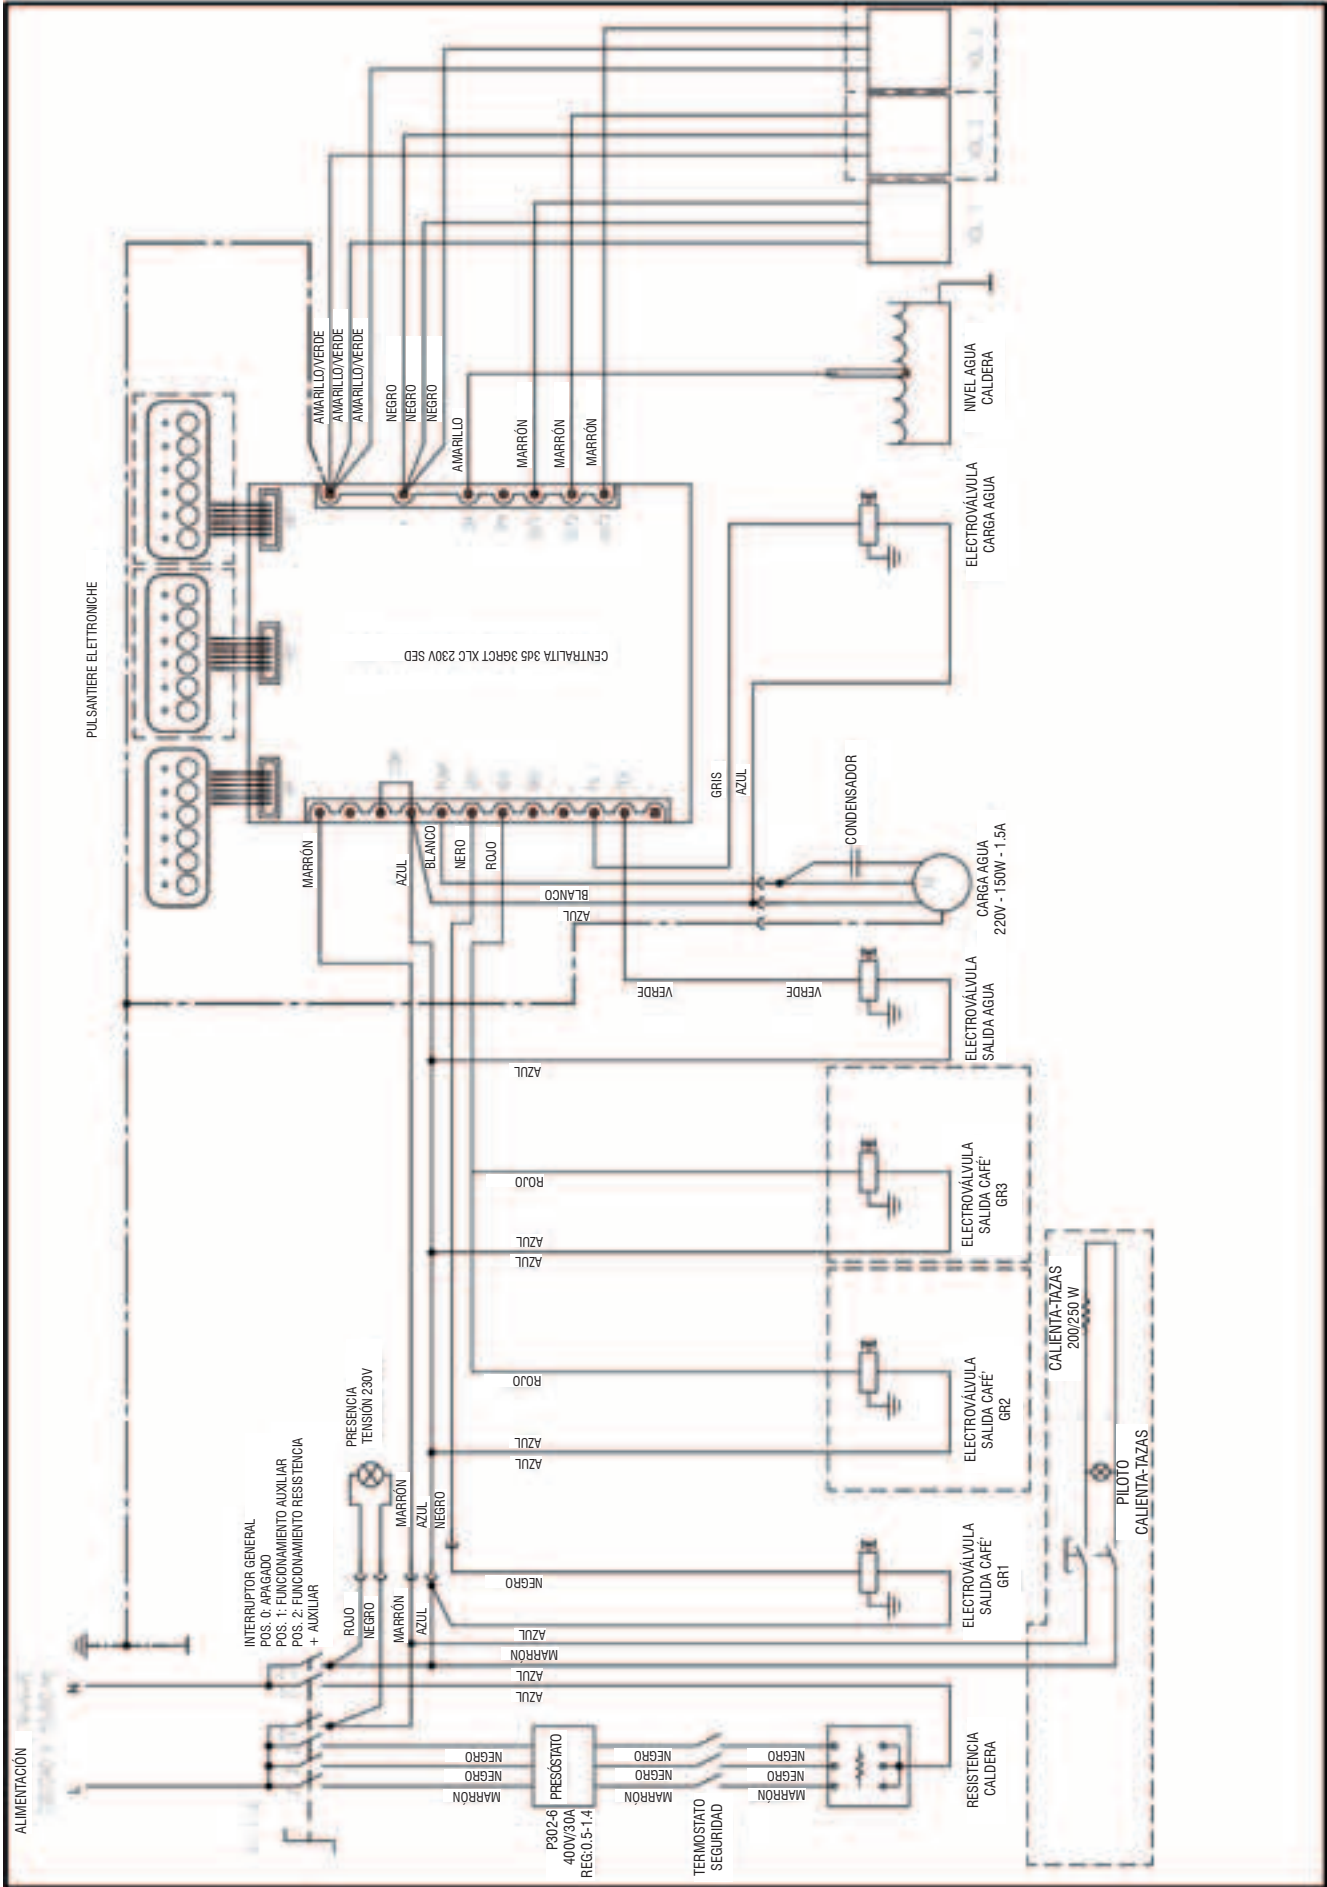 ALIMENTACIÓN
L
N
INTERRUPTOR GENERAL
POS. 0: APAGADO
POS. 1: FUNCIONAMIENTO AUXILIAR
POS. 2: FUNCIONAMIENTO RESISTENCIA
+ AUXILIAR
PRESENCIA
TENSIÓN 230V
ROJO
NEGRO
MARRÓN
AZUL
MARRÓN
AZUL
NEGRO
PULSANTIERE ELETTRONICHE
CENTRALITA 3d5 3GRCT XLC 230V SED
MARRÓN
AZUL
BLANCO
NERO
ROJO
AMARILLO/VERDE
AMARILLO/VERDE
AMARILLO/VERDE
NEGRO
NEGRO
NEGRO
AMARILLO
MARRÓN
MARRÓN
MARRÓN
GRIS
AZUL
BLANCO
AZUL
VERDE
VERDE
AZUL
ROJO
AZUL
AZUL
ROJO
AZUL
AZUL
NEGRO
AZUL
MARRÓN
AZUL
AZUL
NEGRO
NEGRO
MARRÓN
P302-6
400V/30A
REG:0.5-1.4
PRESÓSTATO
NEGRO
NEGRO
MARRÓN
TERMOSTATO
SEGURIDAD
NEGRO
NEGRO
MARRÓN
RESISTENCIA
CALDERA
ELECTROVÁLVULA
SALIDA CAFÉ'
GR1
ELECTROVÁLVULA
SALIDA CAFÉ'
GR2
ELECTROVÁLVULA
SALIDA CAFÉ'
GR3
ELECTROVÁLVULA
SALIDA AGUA
CARGA AGUA
220V - 150W - 1.5A
CONDENSADOR
ELECTROVÁLVULA
CARGA AGUA
NIVEL AGUA
CALDERA
VOL. 1
VOL. 2
CALIENTA-TAZAS
200/250 W
PILOTO
CALIENTA-TAZAS